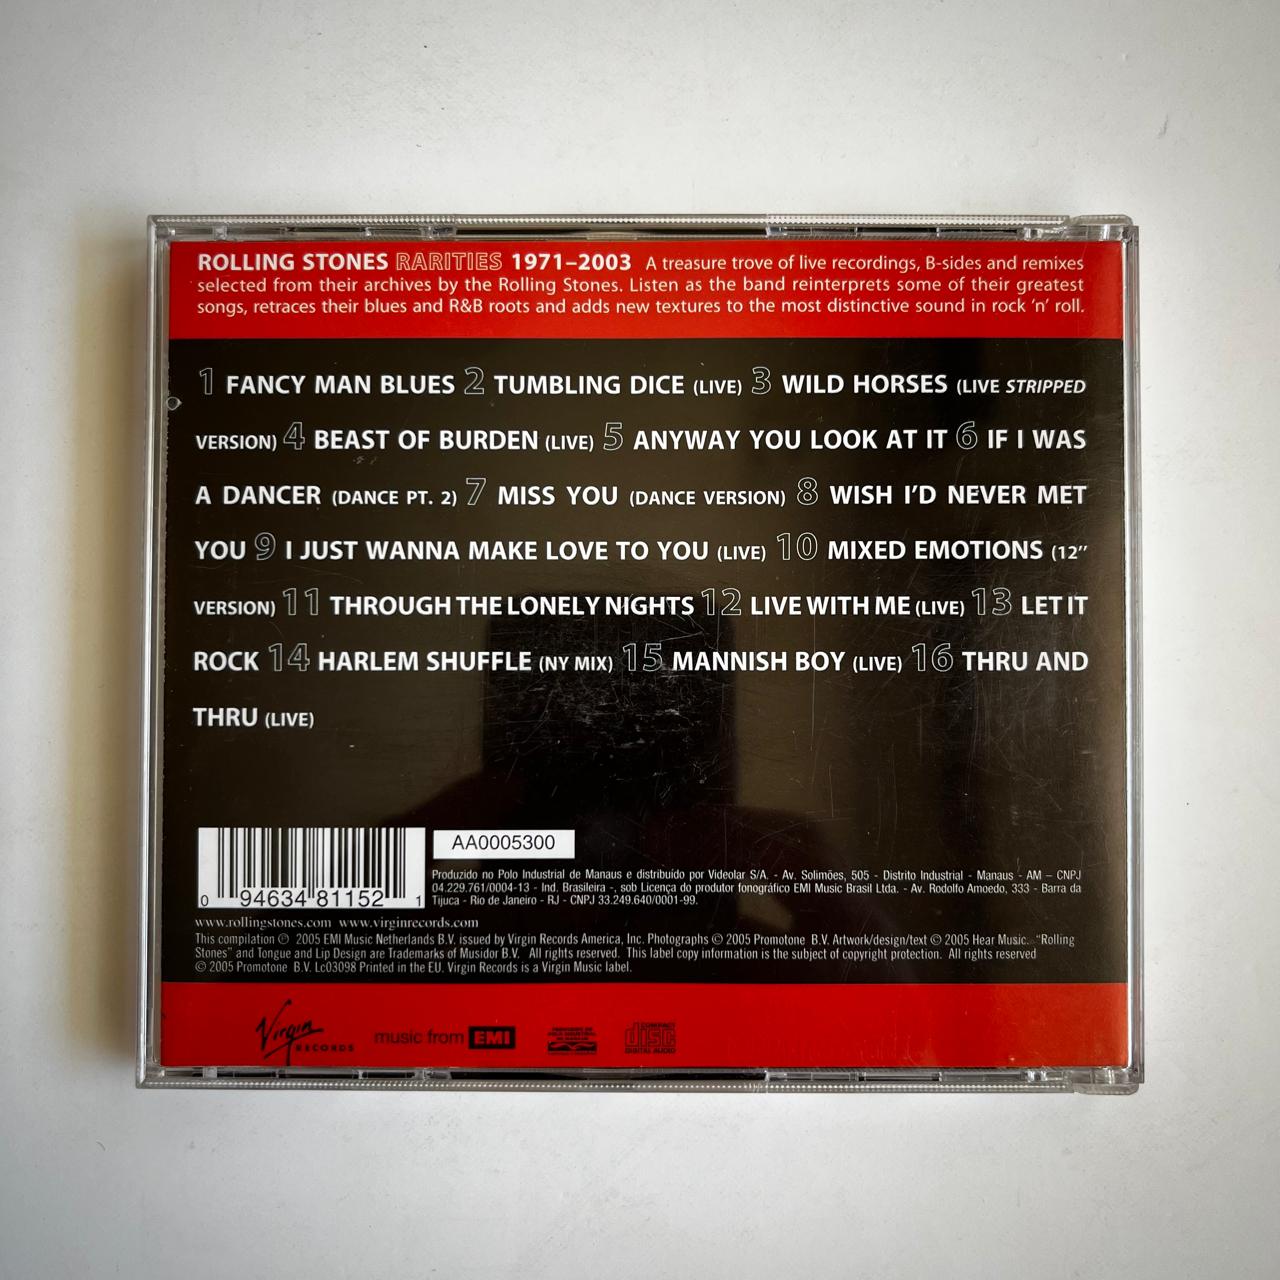 ROLLING STONES RARITIES 1971–2003 A treasure trove of live recordings, B-sides and remixes
selected from their archives by the Rolling Stones. Listen as the band reinterprets some of their greatest
songs, retraces their blues and R&B roots and adds new textures to the most distinctive sound in rock 'n' roll.
1 FANCY MAN BLUES 2 TUMBLING DICE (LIVE) 3 WILD HORSES (LIVE STRIPPED
VERSION) 4 BEAST OF BURDEN (LIVE) 5 ANYWAY YOU LOOK AT IT 6 IF I WAS
A DANCER (DANCE PT. 2) 7 MISS YOU (DANCE VERSION) 8 WISH I'D NEVER MET
YOU 9 I JUST WANNA MAKE LOVE TO YOU (LIVE) 10 MIXED EMOTIONS (12"
VERSION) 11 THROUGH THE LONELY NIGHTS 12 LIVE WITH ME (LIVE) 13 LET IT
ROCK 14 HARLEM SHUFFLE (NY MIX) 15 MANNISH BOY (LIVE) 16 THRU AND
THRU (LIVE)
AA0005300
0 94634 81152 1
Produzido no Polo Industrial de Manaus e distribuído por Videolar S/A. - Av. Solimões, 505 - Distrito Industrial - Manaus - AM – CNPJ
04.229.761/0004-13 - Ind. Brasileira -, sob Licença do produtor fonográfico EMI Music Brasil Ltda. - Av. Rodolfo Amoedo, 333 - Barra da
Tijuca - Rio de Janeiro - RJ - CNPJ 33.249.640/0001-99.
www.rollingstones.com www.virginrecords.com
This compilation ℗ 2005 EMI Music Netherlands B.V. issued by Virgin Records America, Inc. Photographs © 2005 Promotone B.V. Artwork/design/text © 2005 Hear Music. "Rolling
Stones" and Tongue and Lip Design are Trademarks of Musidor B.V. All rights reserved. This label copy information is the subject of copyright protection. All rights reserved
© 2005 Promotone B.V. Lc03098 Printed in the EU. Virgin Records is a Virgin Music label.
Virgin RECORDS
music from EMI
COMPACT disc DIGITAL AUDIO